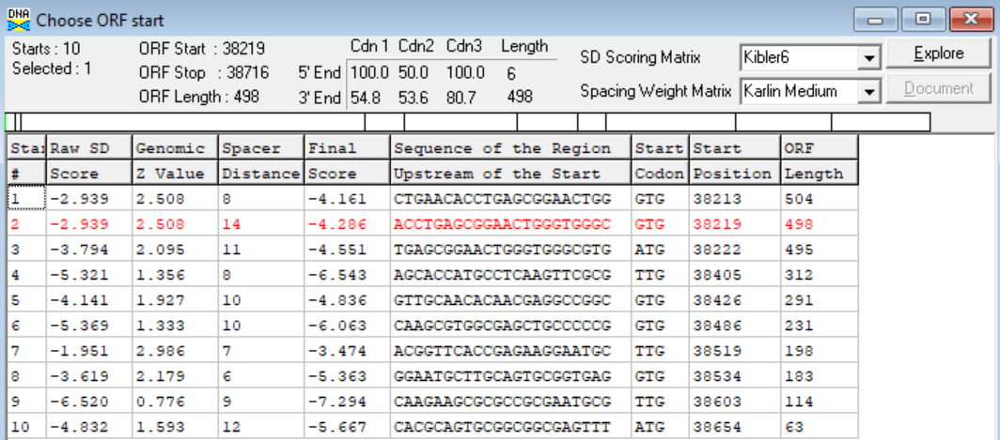 DNA Choose ORF start
Starts : 10 ORF Start : 38219 Cdn 1 Cdn2 Cdn3 Length SD Scoring Matrix Kibler6 Explore
Selected : 1 ORF Stop : 38716 5' End 100.0 50.0 100.0 6
ORF Length : 498 3' End 54.8 53.6 80.7 498 Spacing Weight Matrix Karlin Medium Document
Star Raw SD Genomic Spacer Final Sequence of the Region Start Start ORF
# Score Z Value Distance Score Upstream of the Start Codon Position Length
1 -2.939 2.508 8 -4.161 CTGAACACCTGAGCGGAACTGG GTG 38213 504
2 -2.939 2.508 14 -4.286 ACCTGAGCGGAACTGGGTGGGC GTG 38219 498
3 -3.794 2.095 11 -4.551 TGAGCGGAACTGGGTGGGCGTG ATG 38222 495
4 -5.321 1.356 8 -6.543 AGCACCATGCCTCAAGTTCGCG TTG 38405 312
5 -4.141 1.927 10 -4.836 GTTGCAACACAACGAGGCCGGC GTG 38426 291
6 -5.369 1.333 10 -6.063 CAAGCGTGGCGAGCTGCCCCCG GTG 38486 231
7 -1.951 2.986 7 -3.474 ACGGTTCACCGAGAAGGAATGC TTG 38519 198
8 -3.619 2.179 6 -5.363 GGAATGCTTGCAGTGCGGTGAG GTG 38534 183
9 -6.520 0.776 9 -7.294 CAAGAAGCGCGCCGCGAATGCG TTG 38603 114
10 -4.832 1.593 12 -5.667 CACGCAGTGCGGCGGCGAGTTT ATG 38654 63